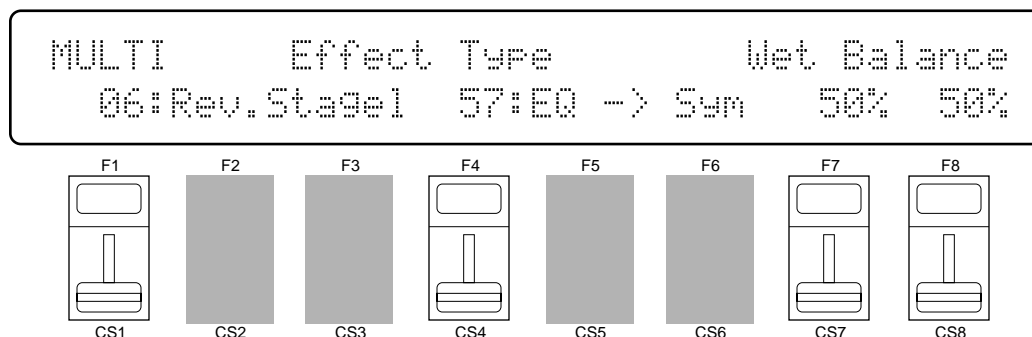 MULTI Effect Type Wet Balance
06:Rev.Stage1 57:EQ -> Sym 50% 50%
F1 F2 F3 F4 F5 F6 F7 F8
CS1 CS2 CS3 CS4 CS5 CS6 CS7 CS8